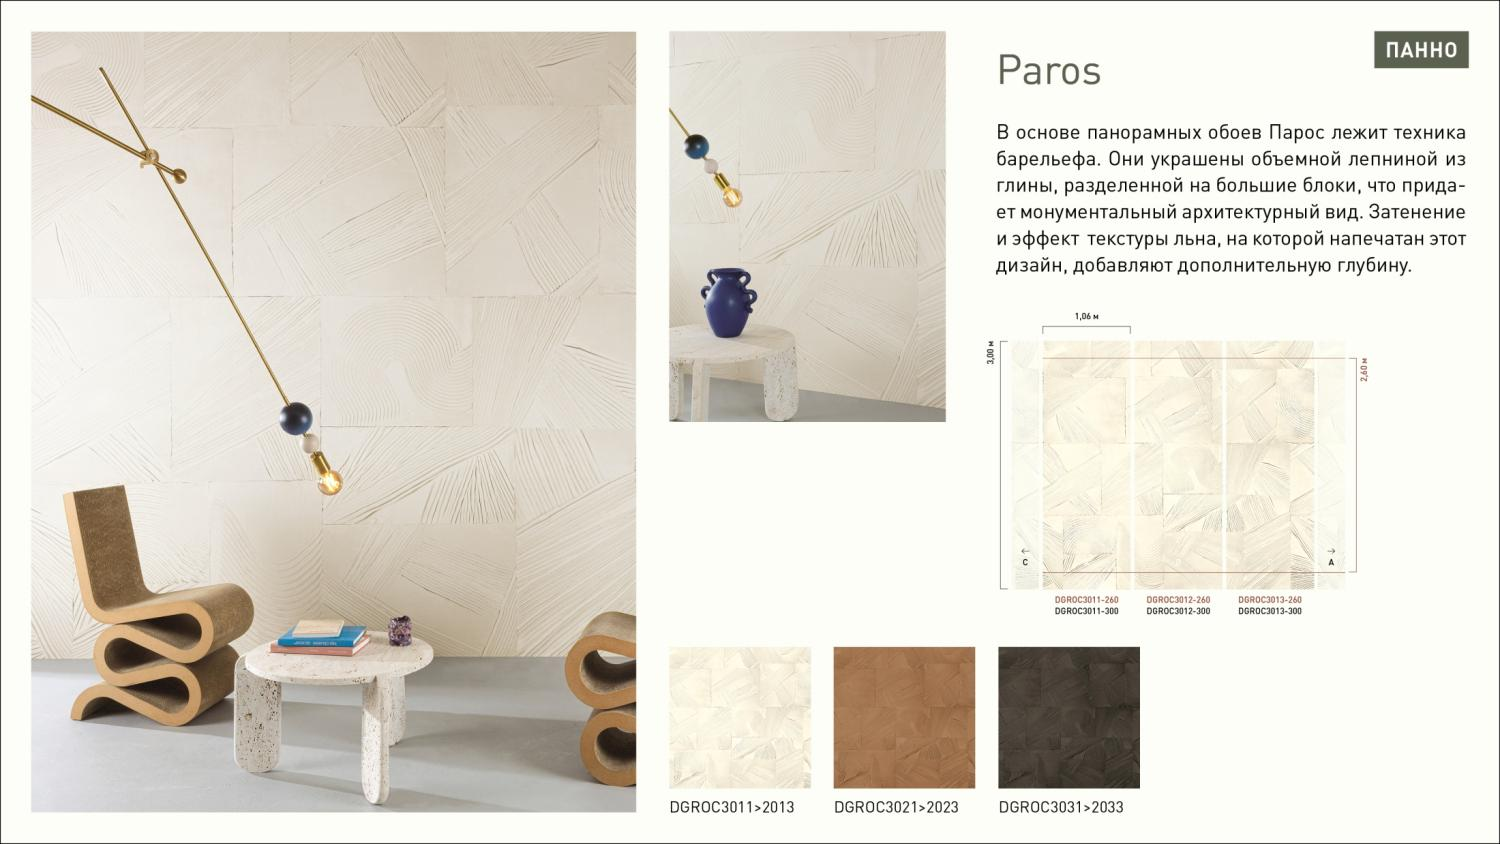 Paros
ПАННО
В основе панорамных обоев Парос лежит техника
барельефа. Они украшены объемной лепниной из
глины, разделенной на большие блоки, что прида-
ет монументальный архитектурный вид. Затенение
и эффект текстуры льна, на которой напечатан этот
дизайн, добавляют дополнительную глубину.
1,06 м
3,00 м
2,60 м
C
A
DGROC3011-260
DGROC3011-300
DGROC3012-260
DGROC3012-300
DGROC3013-260
DGROC3013-300
DGROC3011>2013
DGROC3021>2023
DGROC3031>2033